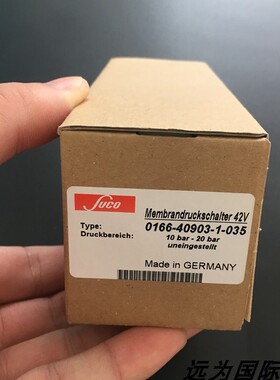 Suco
Membrandruckschalter 42V
Type: 0166-40903-1-035
Druckbereich: 10 bar - 20 bar
uneingestellt
Made in GERMANY
远为国际